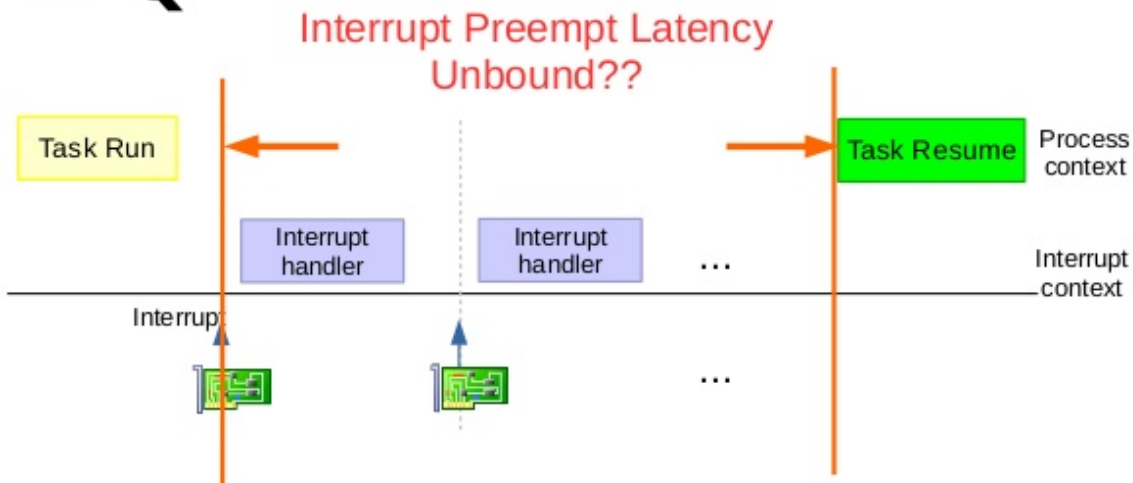 Interrupt Preempt Latency
Unbound??
Task Run
Task Resume
Process
context
Interrupt
handler
Interrupt
handler
...
Interrupt
context
Interrupt
...